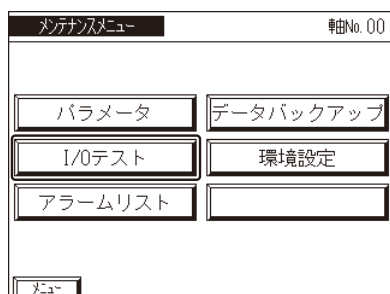 メンテナンスメニュー 軸No. 00
パラメータ データバックアップ
I/Oテスト 環境設定
アラームリスト
メニュー